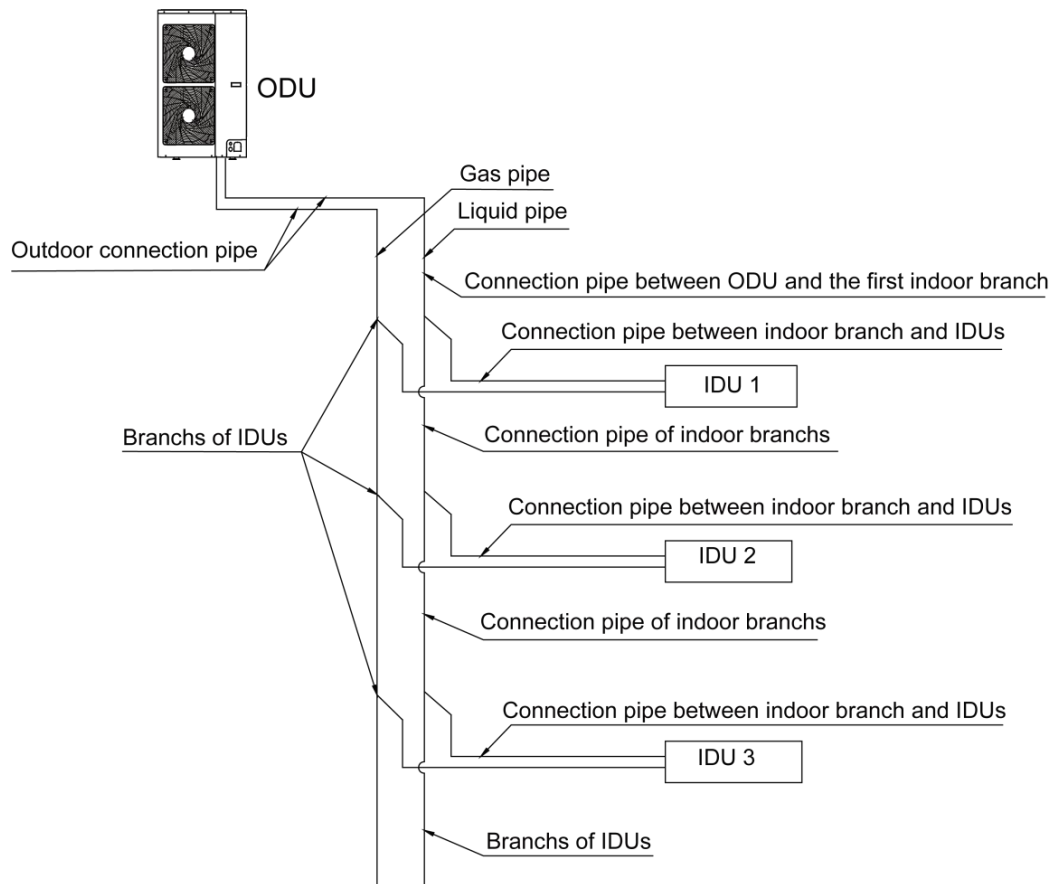 ODU
Gas pipe
Liquid pipe
Outdoor connection pipe
Connection pipe between ODU and the first indoor branch
Connection pipe between indoor branch and IDUs
IDU 1
Branchs of IDUs
Connection pipe of indoor branchs
Connection pipe between indoor branch and IDUs
IDU 2
Connection pipe of indoor branchs
Connection pipe between indoor branch and IDUs
IDU 3
Branchs of IDUs